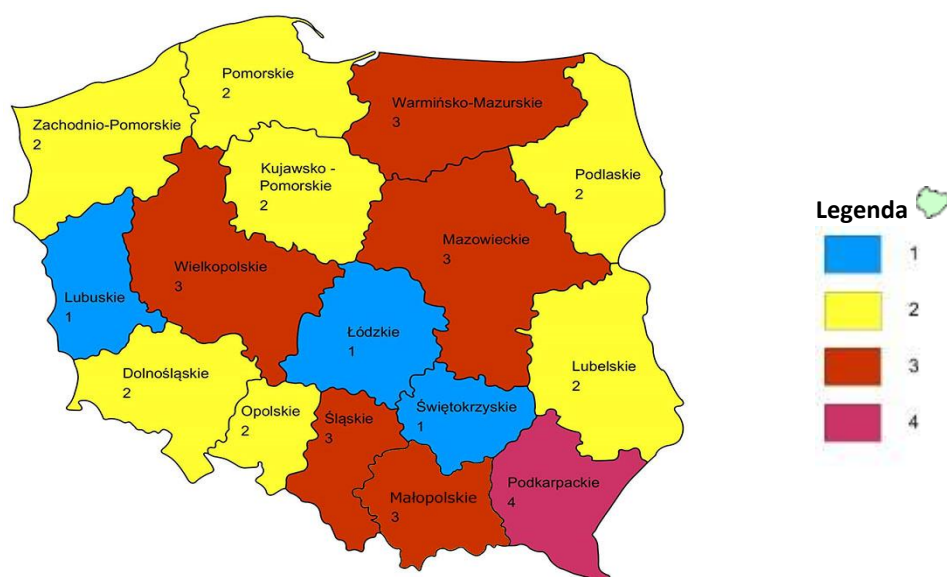 Pomorskie
2
Warmińsko-Mazurskie
3
Zachodnio-Pomorskie
2
Kujawsko -
Pomorskie
2
Podlaskie
2
Mazowieckie
3
Wielkopolskie
3
Lubuskie
1
Łódzkie
1
Dolnośląskie
2
Lubelskie
2
Opolskie
2
Śląskie
3
Świętokrzyskie
1
Małopolskie
3
Podkarpackie
4
Legenda
1
2
3
4